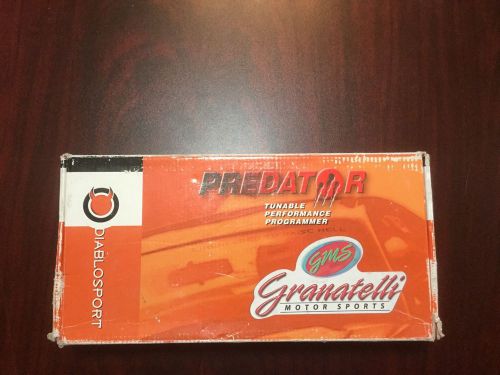 DIABLOSPORT
PREDATOR
TUNABLE
PERFORMANCE
PROGRAMMER
GMS
Granatelli
MOTOR SPORTS